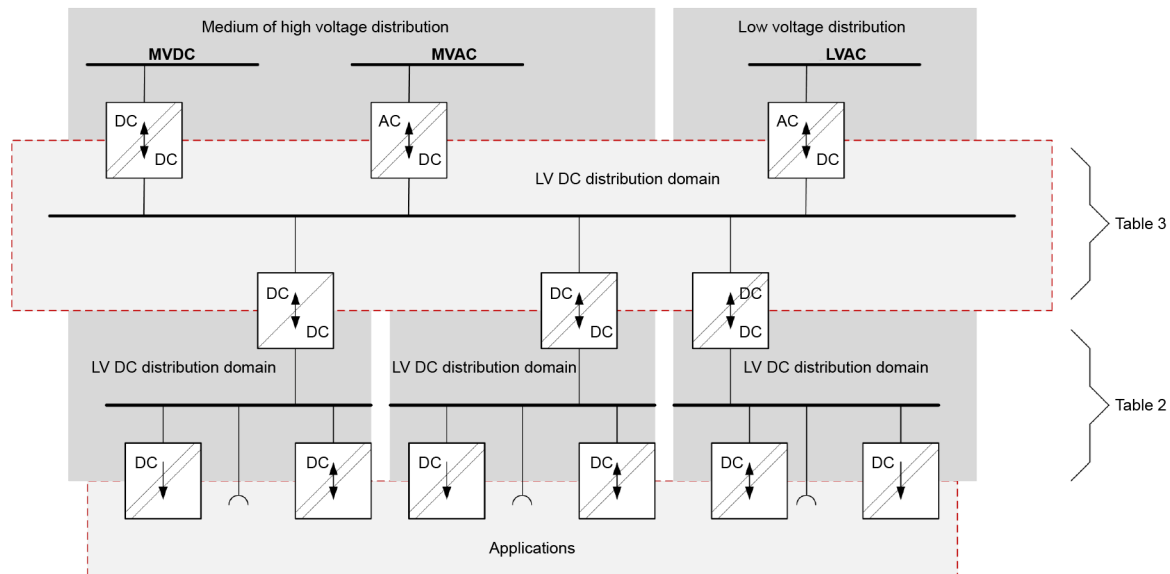 Medium of high voltage distribution
Low voltage distribution
MVDC
MVAC
LVAC
DC
DC
AC
DC
AC
DC
LV DC distribution domain
Table 3
DC
DC
DC
DC
DC
DC
LV DC distribution domain
LV DC distribution domain
LV DC distribution domain
Table 2
DC
DC
DC
DC
DC
DC
Applications